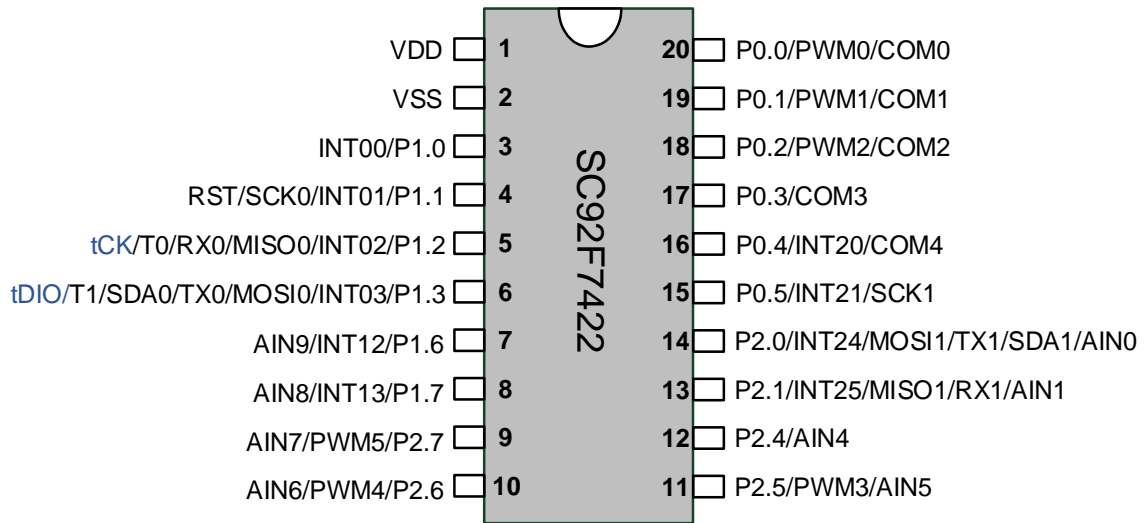 VDD 1 20 P0.0/PWM0/COM0
VSS 2 19 P0.1/PWM1/COM1
INT00/P1.0 3 18 P0.2/PWM2/COM2
RST/SCK0/INT01/P1.1 4 17 P0.3/COM3
tCK/T0/RX0/MISO0/INT02/P1.2 5 16 P0.4/INT20/COM4
tDIO/T1/SDA0/TX0/MOSI0/INT03/P1.3 6 15 P0.5/INT21/SCK1
AIN9/INT12/P1.6 7 14 P2.0/INT24/MOSI1/TX1/SDA1/AIN0
AIN8/INT13/P1.7 8 13 P2.1/INT25/MISO1/RX1/AIN1
AIN7/PWM5/P2.7 9 12 P2.4/AIN4
AIN6/PWM4/P2.6 10 11 P2.5/PWM3/AIN5
SC92F7422